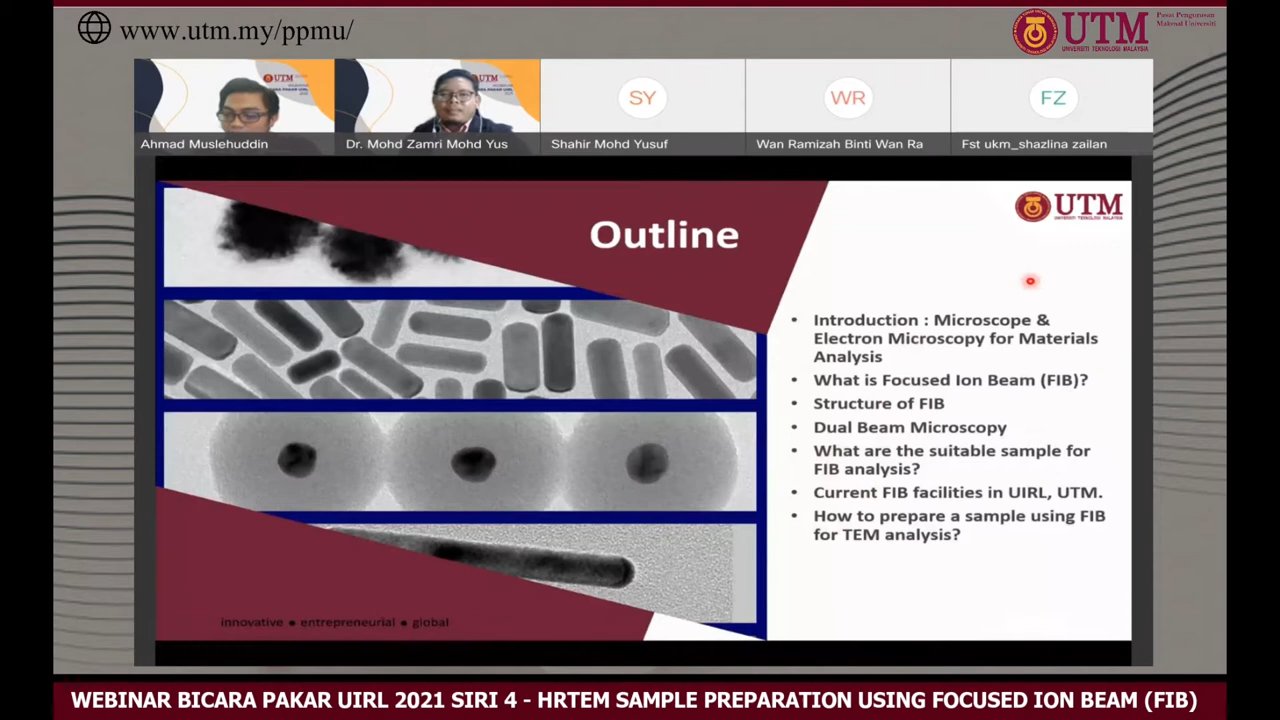 www.utm.my/ppmu/
UTM
UNIVERSITI TEKNOLOGI MALAYSIA
Pusat Pengurusan
Makmal Universiti
UTM
UTM
SY
WR
FZ
Ahmad Muslehuddin
Dr. Mohd Zamri Mohd Yus
Shahir Mohd Yusuf
Wan Ramizah Binti Wan Ra
Fst ukm_shazlina zailan
Outline
UTM
UNIVERSITI TEKNOLOGI MALAYSIA
• Introduction : Microscope &
Electron Microscopy for Materials
Analysis
• What is Focused Ion Beam (FIB)?
• Structure of FIB
• Dual Beam Microscopy
• What are the suitable sample for
FIB analysis?
• Current FIB facilities in UIRL, UTM.
• How to prepare a sample using FIB
for TEM analysis?
innovative ● entrepreneurial ● global
WEBINAR BICARA PAKAR UIRL 2021 SIRI 4 - HRTEM SAMPLE PREPARATION USING FOCUSED ION BEAM (FIB)